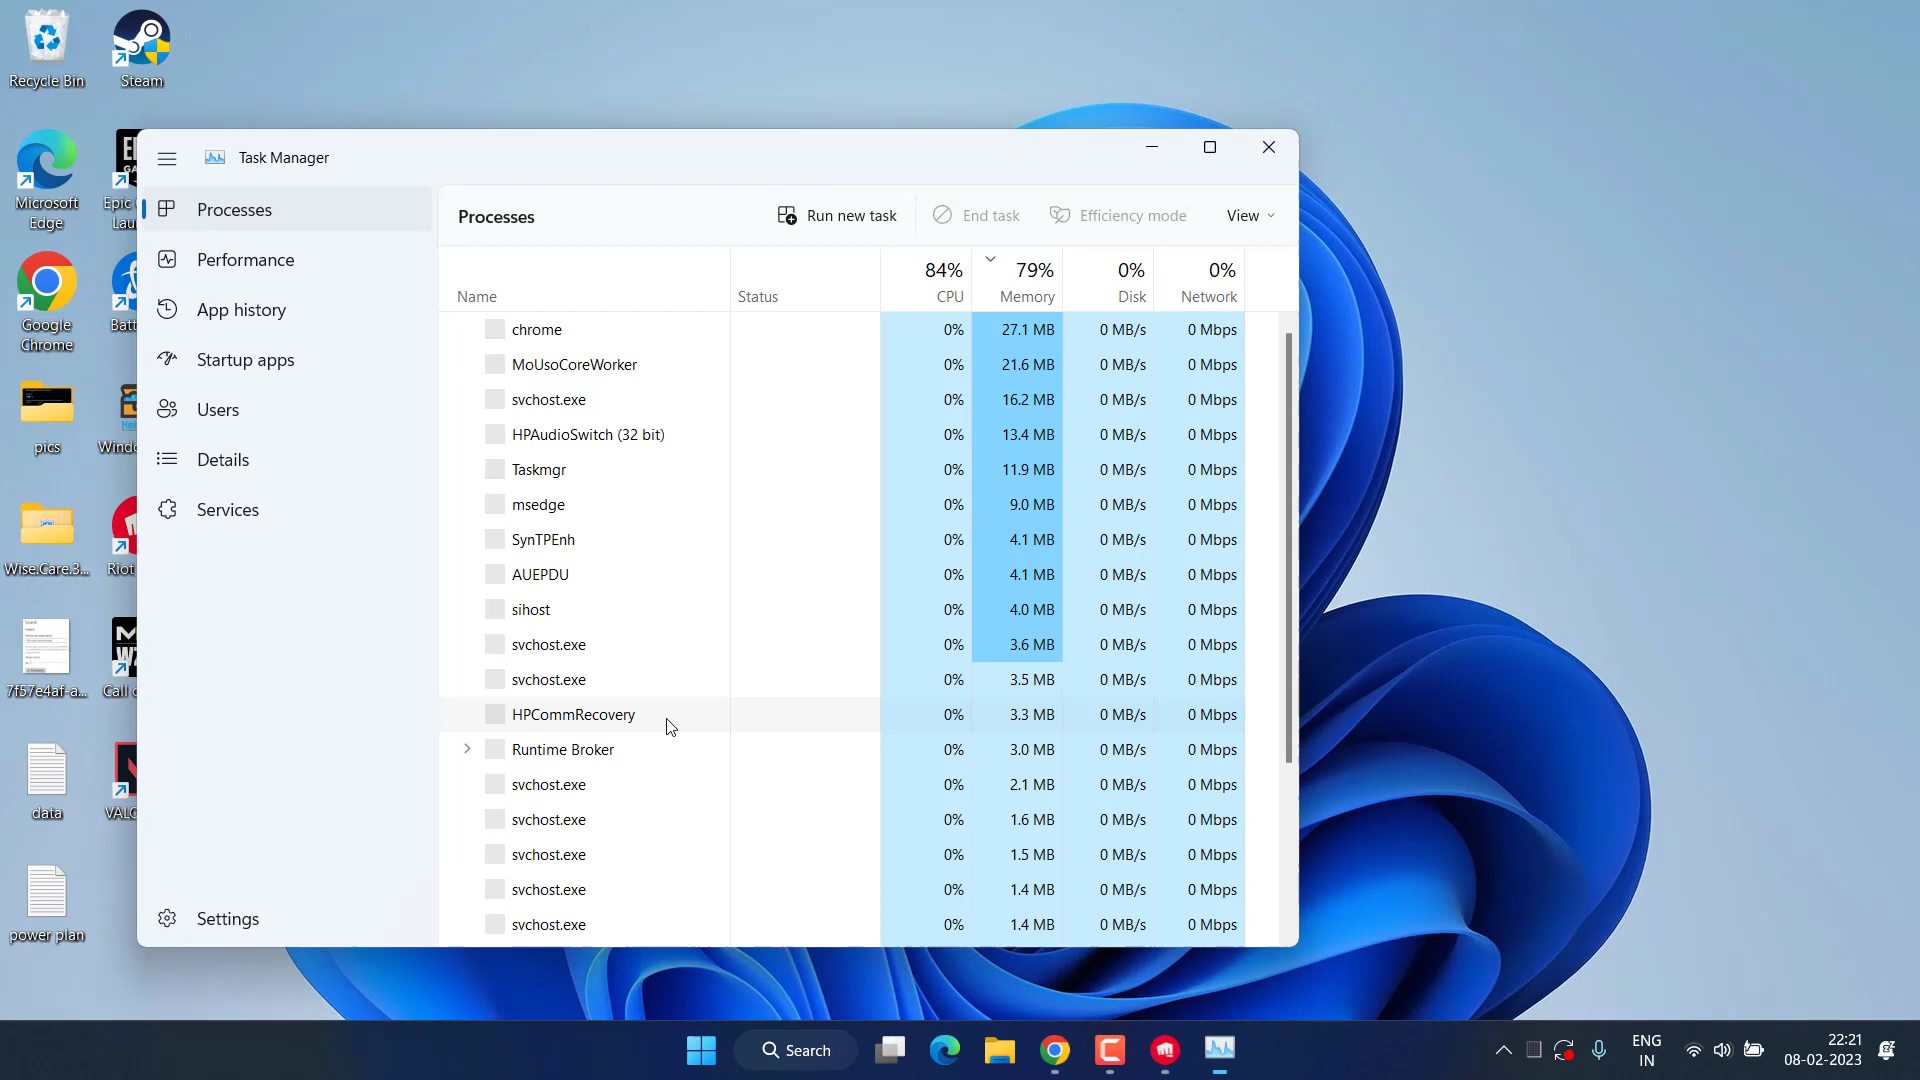 Recycle Bin
Steam
Microsoft
Edge
Google
Chrome
pics
Wise.Care.3...
7f57e4af-a...
data
power plan
Task Manager
Processes
Performance
App history
Startup apps
Users
Details
Services
Settings
Processes
Run new task
End task
Efficiency mode
View
84% 79% 0% 0%
Name Status CPU Memory Disk Network
chrome 0% 27.1 MB 0 MB/s 0 Mbps
MoUsoCoreWorker 0% 21.6 MB 0 MB/s 0 Mbps
svchost.exe 0% 16.2 MB 0 MB/s 0 Mbps
HPAudioSwitch (32 bit) 0% 13.4 MB 0 MB/s 0 Mbps
Taskmgr 0% 11.9 MB 0 MB/s 0 Mbps
msedge 0% 9.0 MB 0 MB/s 0 Mbps
SynTPEnh 0% 4.1 MB 0 MB/s 0 Mbps
AUEPDU 0% 4.1 MB 0 MB/s 0 Mbps
sihost 0% 4.0 MB 0 MB/s 0 Mbps
svchost.exe 0% 3.6 MB 0 MB/s 0 Mbps
svchost.exe 0% 3.5 MB 0 MB/s 0 Mbps
HPCommRecovery 0% 3.3 MB 0 MB/s 0 Mbps
Runtime Broker 0% 3.0 MB 0 MB/s 0 Mbps
svchost.exe 0% 2.1 MB 0 MB/s 0 Mbps
svchost.exe 0% 1.6 MB 0 MB/s 0 Mbps
svchost.exe 0% 1.5 MB 0 MB/s 0 Mbps
svchost.exe 0% 1.4 MB 0 MB/s 0 Mbps
svchost.exe 0% 1.4 MB 0 MB/s 0 Mbps
Epic
Lau
Batt
Windo
Riot
Call
VALO
Search
ENG
IN
22:21
08-02-2023